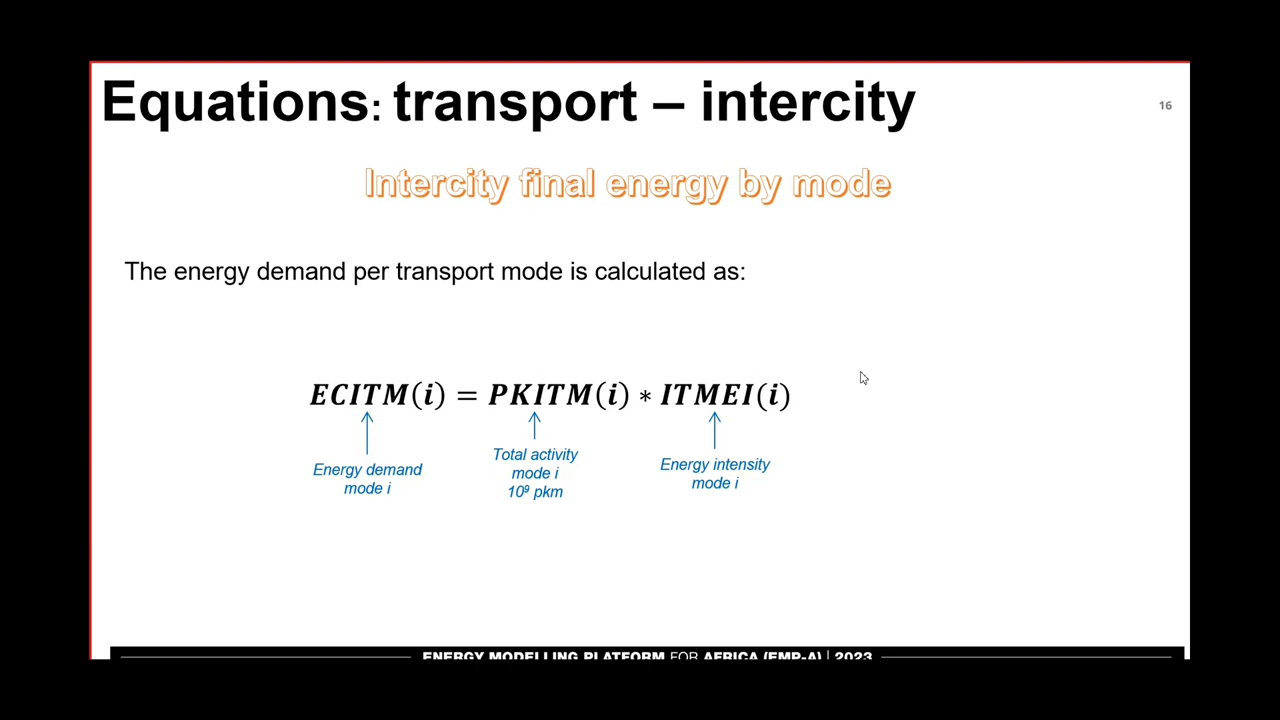 Equations: transport – intercity
16
Intercity final energy by mode
The energy demand per transport mode is calculated as:
ECITM(i) = PKITM(i) * ITMEI(i)
Energy demand
mode i
Total activity
mode i
10⁹ pkm
Energy intensity
mode i
ENERGY MODELLING PLATFORM FOR AFRICA (EMP-A) | 2023